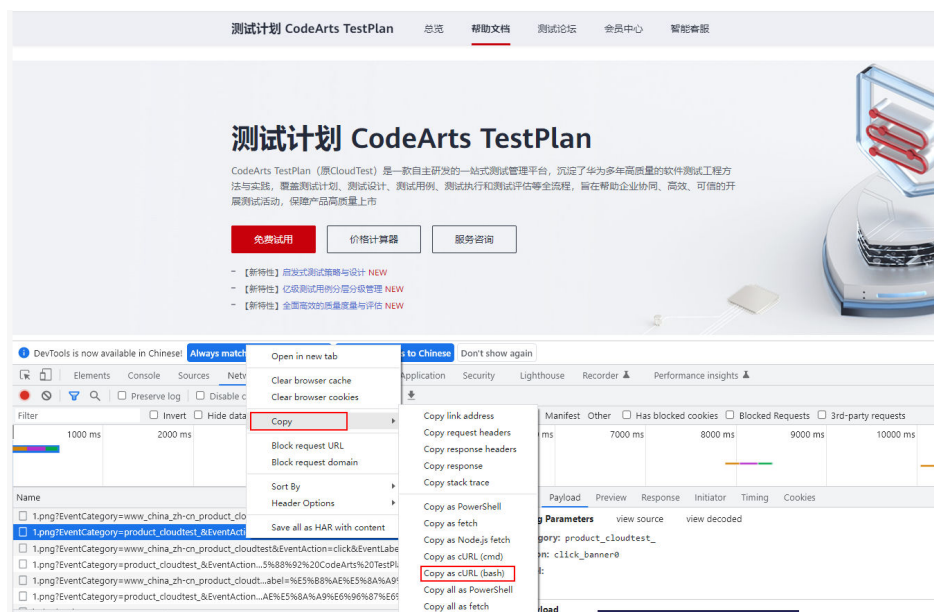 测试计划 CodeArts TestPlan 总览 帮助文档 测试论坛 会员中心 智能客服
测试计划 CodeArts TestPlan
CodeArts TestPlan（原CloudTest）是一款自主研发的一站式测试管理平台，沉淀了华为多年高质量的软件测试工程方
法与实践，覆盖测试计划、测试设计、测试用例、测试执行和测试评估等全流程，旨在帮助企业协同、高效、可信的开
展测试活动，保障产品高质量上市
免费试用 价格计算器 服务咨询
- 【新特性】启发式测试策略与设计 NEW
- 【新特性】亿级测试用例分层分级管理 NEW
- 【新特性】全面高效的质量度量与评估 NEW
DevTools is now available in Chinese! Always match s to Chinese Don't show again
Elements Console Sources Netw Application Security Lighthouse Recorder Performance insights
Preserve log Disable c
Filter Invert Hide data Manifest Other Has blocked cookies Blocked Requests 3rd-party requests
1000 ms 2000 ms ms 7000 ms 8000 ms 9000 ms 10000 ms
Open in new tab
Clear browser cache
Clear browser cookies
Copy
Block request URL
Block request domain
Sort By
Header Options
Save all as HAR with content
Copy link address
Copy request headers
Copy response headers
Copy response
Copy stack trace
Copy as PowerShell
Copy as fetch
Copy as Node.js fetch
Copy as cURL (cmd)
Copy as cURL (bash)
Copy all as PowerShell
Copy all as fetch
Name
1.png?EventCategory=www_china_zh-cn_product_clo
1.png?EventCategory=product_cloudtest_&EventActi
1.png?EventCategory=www_china_zh-cn_product_cloudtest&EventAction=click&EventLabe
1.png?EventCategory=product_cloudtest_&EventAction...5%88%92%20CodeArts%20TestPl
1.png?EventCategory=www_china_zh-cn_product_cloudt...abel=%E5%B8%AE%E5%8A%A9%
1.png?EventCategory=product_cloudtest_&EventAction...AE%E5%8A%A9%E6%96%87%E6%
Payload Preview Response Initiator Timing Cookies
g Parameters view source view decoded
gory: product_cloudtest_
on: click_banner0
l:
yload